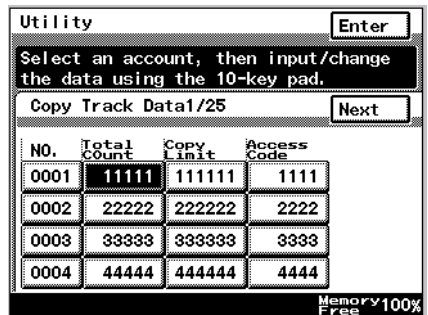 Utility Enter
Select an account, then input/change
the data using the 10-key pad.
Copy Track Data1/25 Next
NO. Total Count Copy Limit Access Code
0001 11111 111111 1111
0002 22222 222222 2222
0003 33333 333333 3333
0004 44444 444444 4444
Memory Free 100%